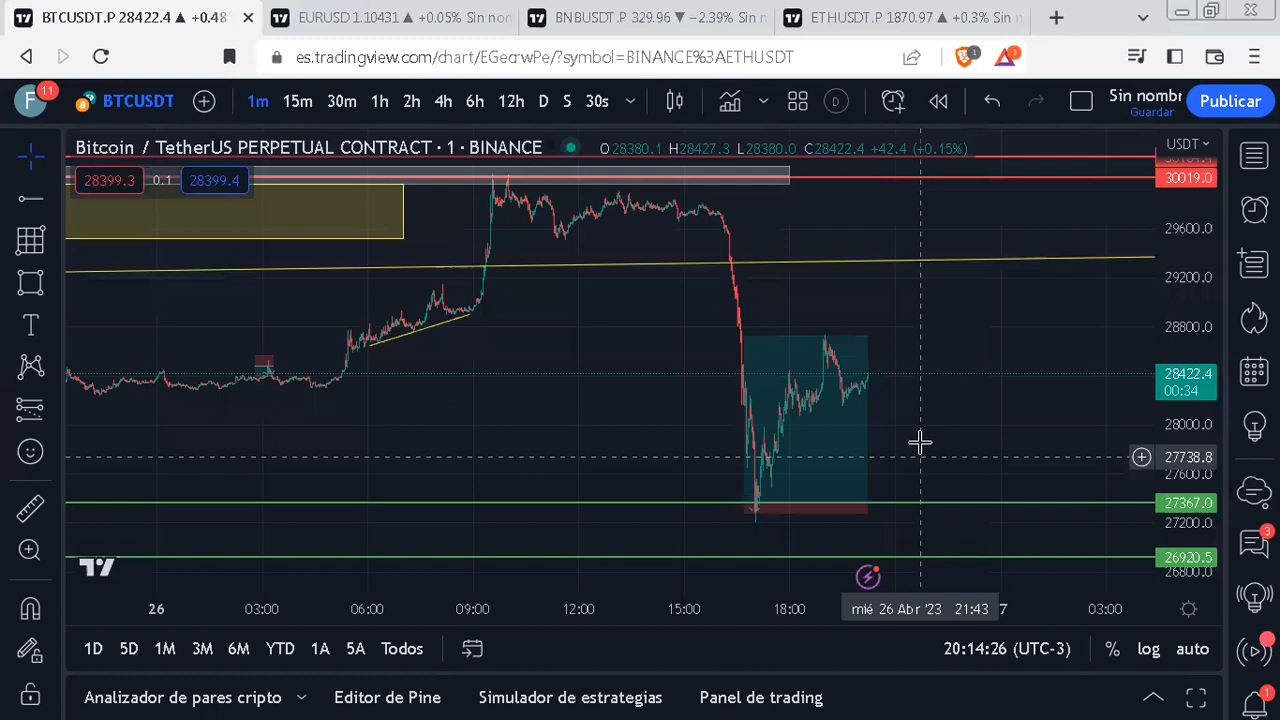 BTCUSDT.P 28422.4 ▲ +0.48%
EURUSD 1.10431 ▲ +0.05% Sin no
BNBUSDT.P 329.96 ▼ −2.39% Sin n
ETHUSDT.P 1870.97 ▲ +0.3% Sin
es.tradingview.com/chart/EGecrwPo/?symbol=BINANCE%3AETHUSDT
1
F
11
BTCUSDT
1m 15m 30m 1h 2h 4h 6h 12h D S 30s
D
Sin nombr
Guardar
Publicar
Bitcoin / TetherUS PERPETUAL CONTRACT · 1 · BINANCE
O28380.1 H28427.3 L28380.0 C28422.4 +42.4 (+0.15%)
USDT
28399.3 0.1 28399.4
30019.0
29600.0
29200.0
28800.0
28422.4
00:34
28000.0
27738.8
27600.0
27367.0
27200.0
26920.5
26800.0
26 03:00 06:00 09:00 12:00 15:00 18:00 mié 26 Abr '23 21:43 7 03:00
1D 5D 1M 3M 6M YTD 1A 5A Todos
20:14:26 (UTC-3) % log auto
Analizador de pares cripto Editor de Pine Simulador de estrategias Panel de trading
3
1